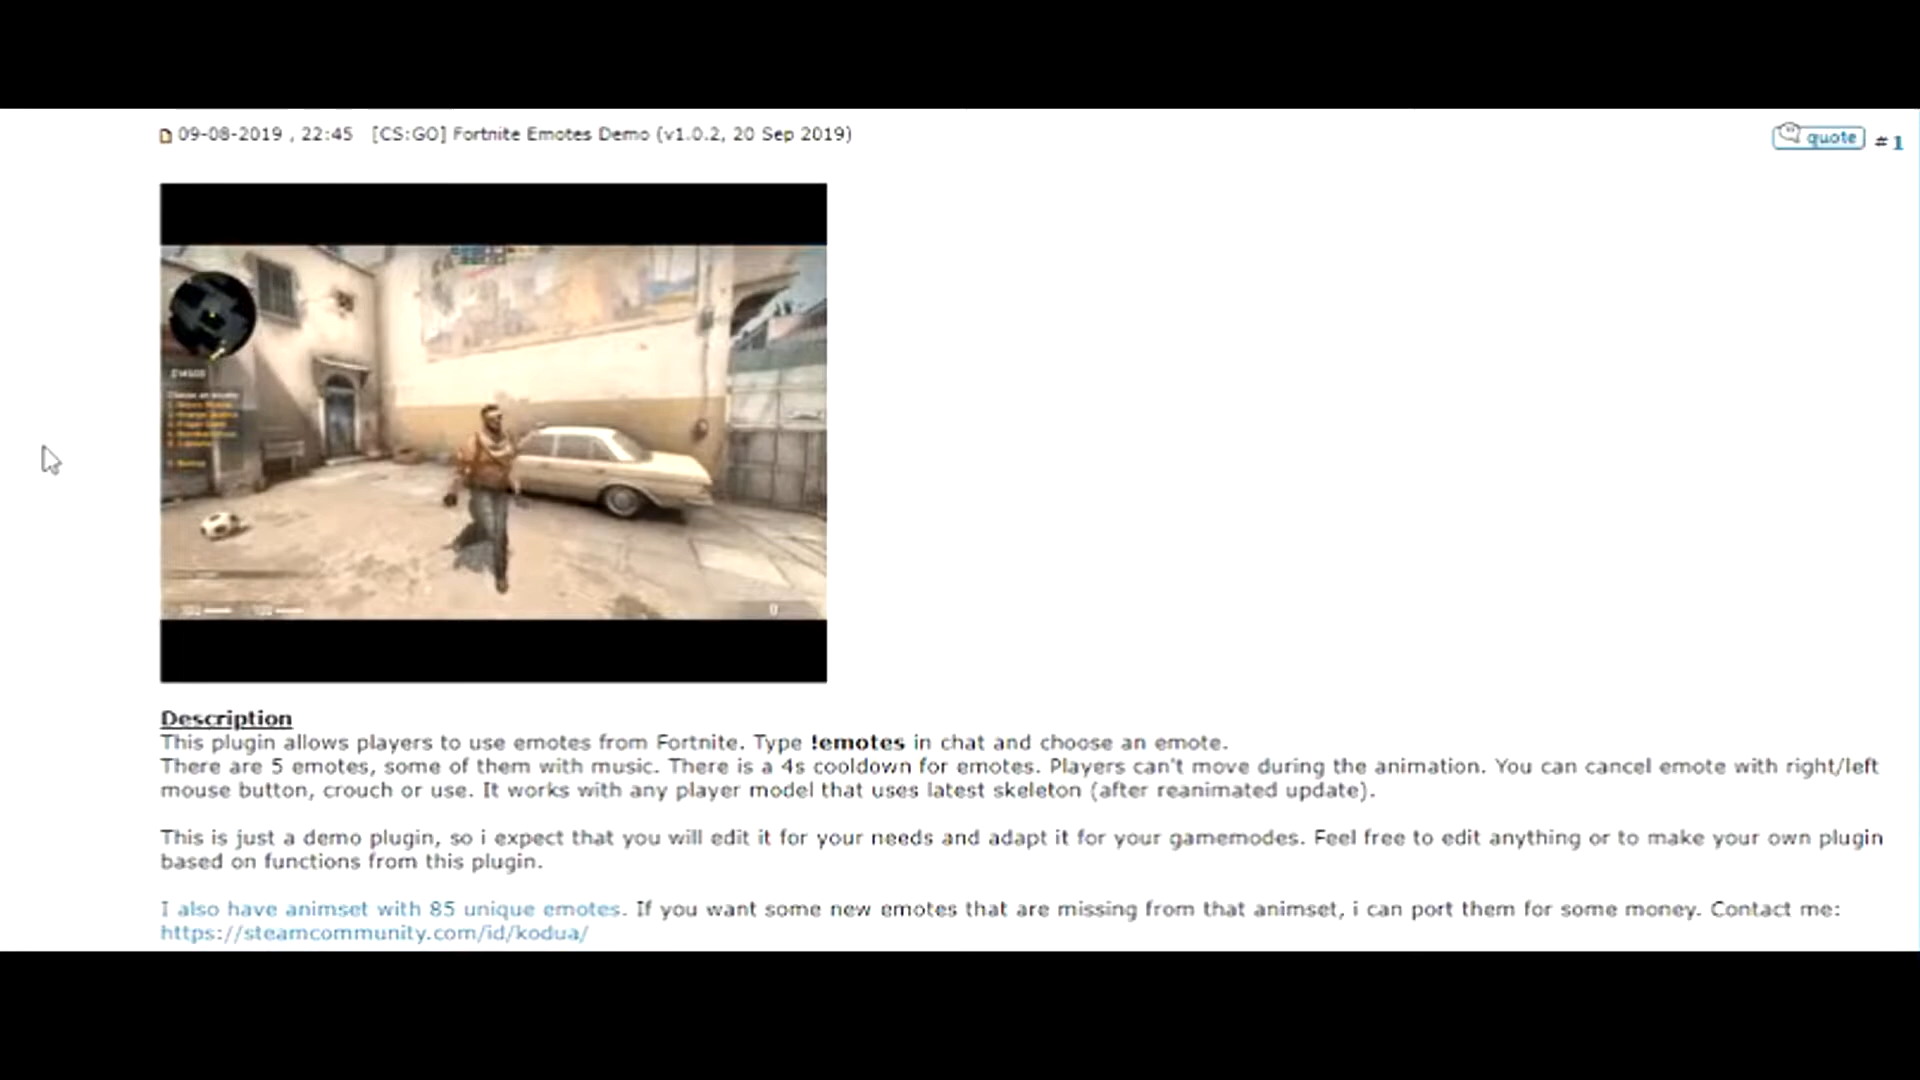 09-08-2019 , 22:45 [CS:GO] Fortnite Emotes Demo (v1.0.2, 20 Sep 2019)
quote #1
Description
This plugin allows players to use emotes from Fortnite. Type !emotes in chat and choose an emote.
There are 5 emotes, some of them with music. There is a 4s cooldown for emotes. Players can't move during the animation. You can cancel emote with right/left
mouse button, crouch or use. It works with any player model that uses latest skeleton (after reanimated update).
This is just a demo plugin, so i expect that you will edit it for your needs and adapt it for your gamemodes. Feel free to edit anything or to make your own plugin
based on functions from this plugin.
I also have animset with 85 unique emotes. If you want some new emotes that are missing from that animset, i can port them for some money. Contact me:
https://steamcommunity.com/id/kodua/